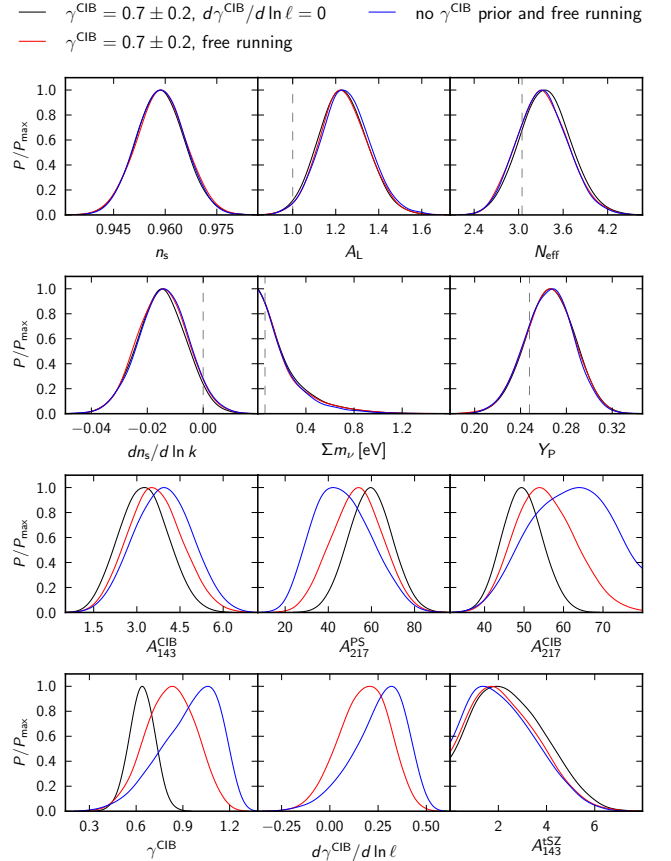 γ^CIB = 0.7 ± 0.2, dγ^CIB/d ln ℓ = 0
no γ^CIB prior and free running
γ^CIB = 0.7 ± 0.2, free running
P/P_max
1.0
0.8
0.6
0.4
0.2
0.0
0.945 0.960 0.975
1.0 1.2 1.4 1.6
2.4 3.0 3.6 4.2
n_s
A_L
N_eff
P/P_max
1.0
0.8
0.6
0.4
0.2
0.0
−0.04 −0.02 0.00
0.4 0.8 1.2
0.20 0.24 0.28 0.32
dn_s/d ln k
Σm_ν [eV]
Y_P
P/P_max
1.0
0.8
0.6
0.4
0.2
0.0
1.5 3.0 4.5 6.0
20 40 60 80
40 50 60 70
A^CIB_143
A^PS_217
A^CIB_217
P/P_max
1.0
0.8
0.6
0.4
0.2
0.0
0.3 0.6 0.9 1.2
−0.25 0.00 0.25 0.50
2 4 6
γ^CIB
dγ^CIB/d ln ℓ
A^tSZ_143